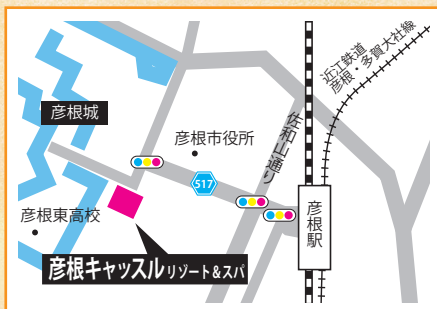 近江鉄道
彦根・多賀大社線
彦根城
佐和山通り
彦根市役所
517
彦根駅
彦根東高校
彦根キャッスル リゾート&スパ